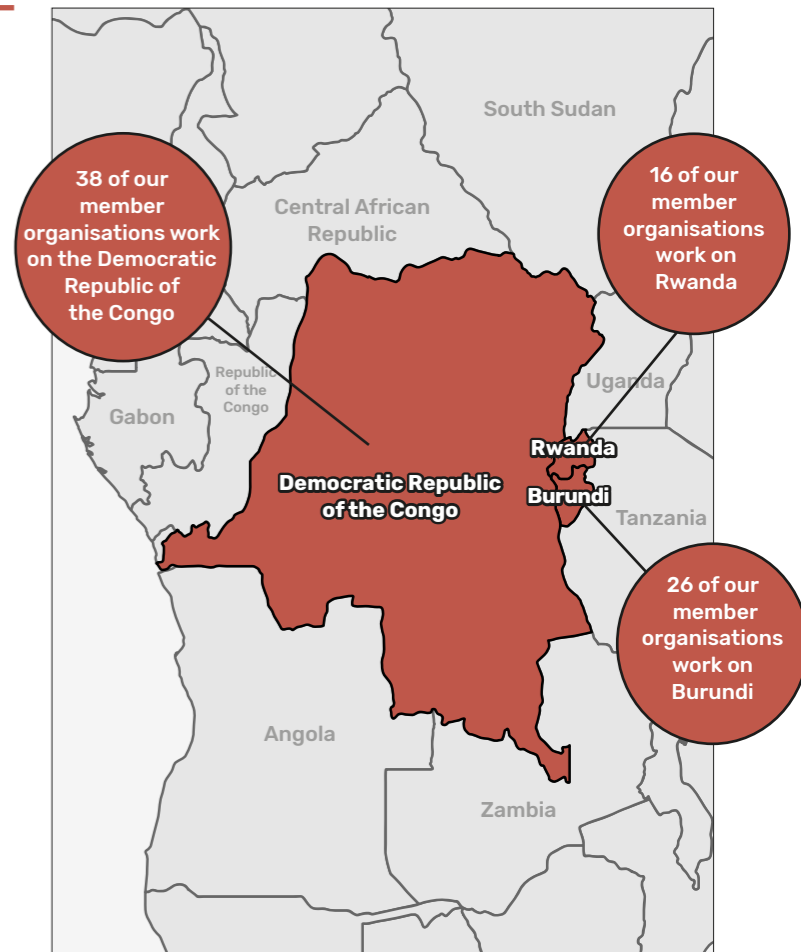 South Sudan
38 of our
member
organisations work
on the Democratic
Republic of
the Congo
16 of our
member
organisations
work on
Rwanda
Central African
Republic
Republic
of the
Congo
Uganda
Gabon
Rwanda
Democratic Republic
of the Congo
Burundi
Tanzania
26 of our
member
organisations
work on
Burundi
Angola
Zambia